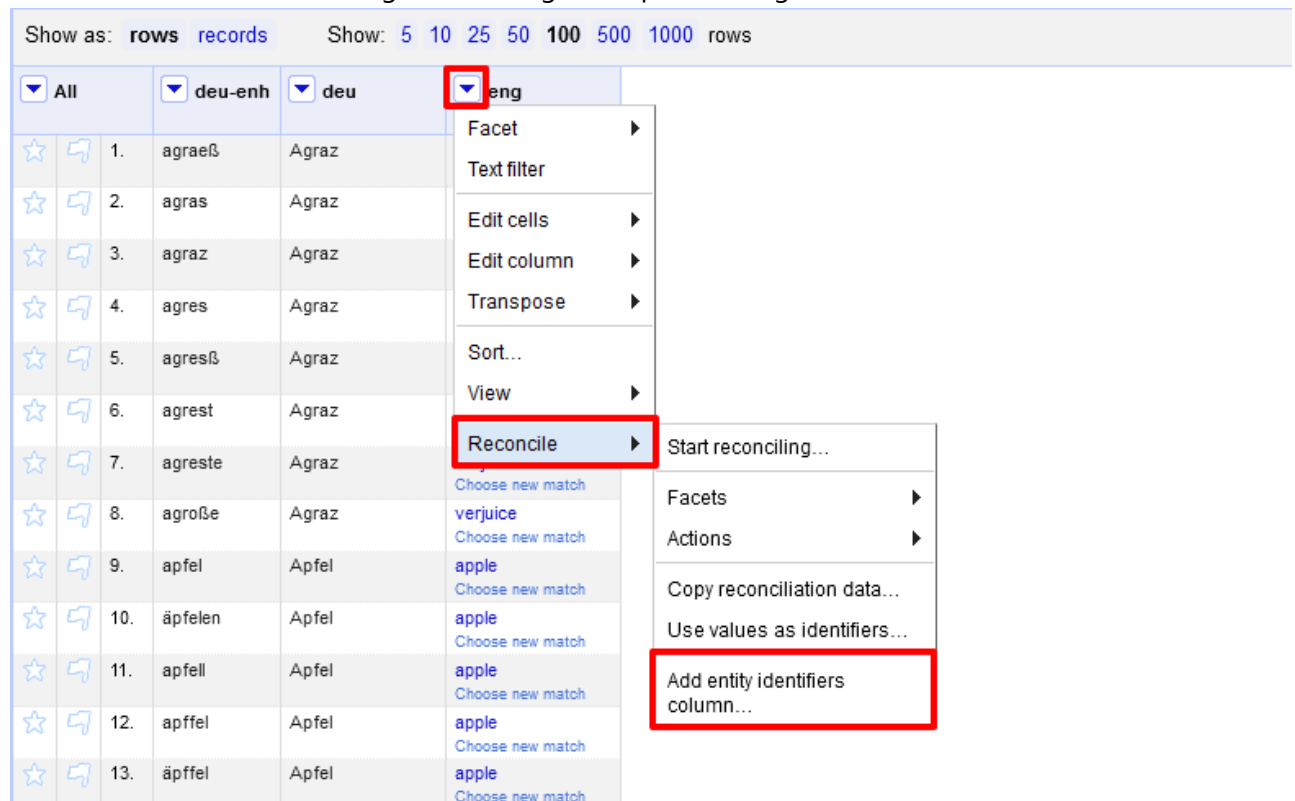 Show as: rows records Show: 5 10 25 50 100 500 1000 rows
All deu-enh deu eng
1. agraeß Agraz
2. agras Agraz
3. agraz Agraz
4. agres Agraz
5. agresß Agraz
6. agrest Agraz
7. agreste Agraz
Choose new match
8. agroße Agraz verjuice
Choose new match
9. apfel Apfel apple
Choose new match
10. äpfelen Apfel apple
Choose new match
11. apfell Apfel apple
Choose new match
12. apffel Apfel apple
Choose new match
13. äpffel Apfel apple
Choose new match
Facet
Text filter
Edit cells
Edit column
Transpose
Sort...
View
Reconcile
Start reconciling...
Facets
Actions
Copy reconciliation data...
Use values as identifiers...
Add entity identifiers
column...